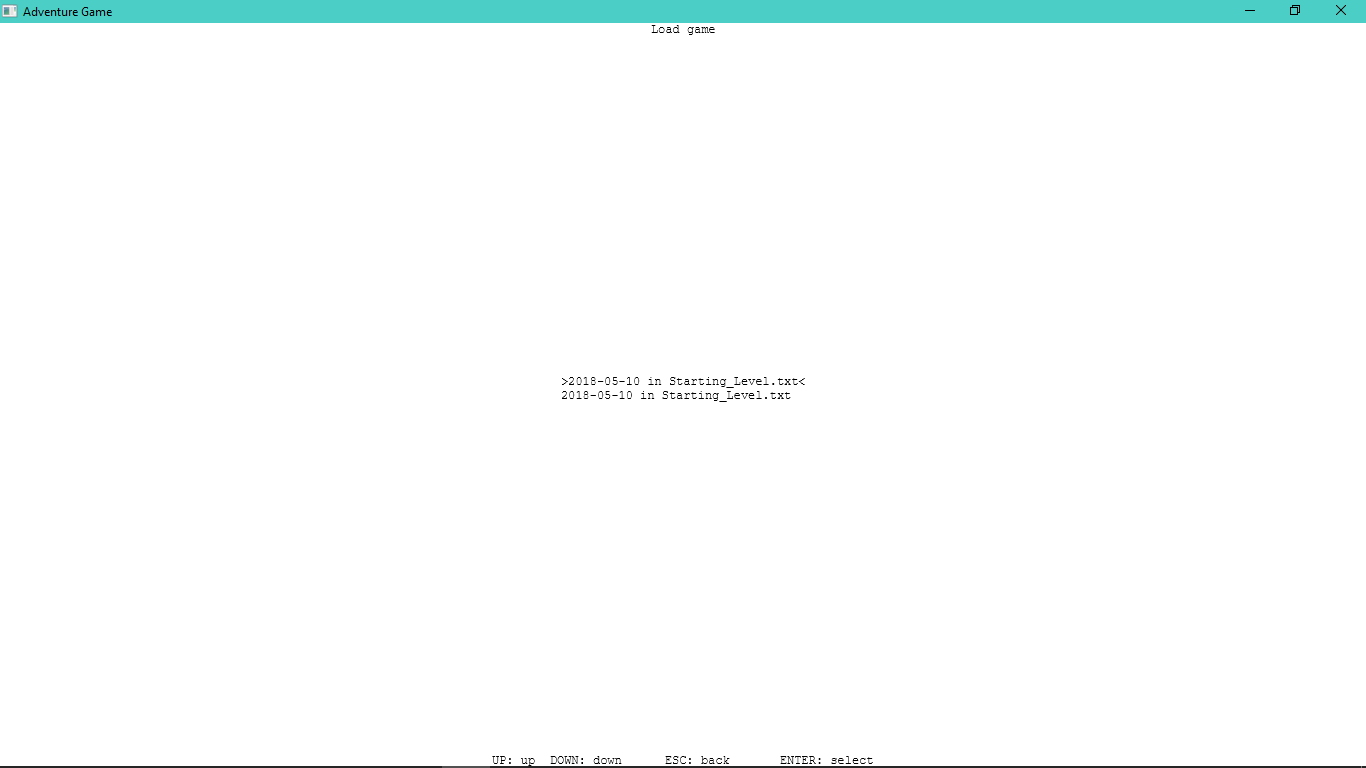 Adventure Game
Load game
>2018-05-10 in Starting_Level.txt<
2018-05-10 in Starting_Level.txt
UP: up  DOWN: down      ESC: back       ENTER: select